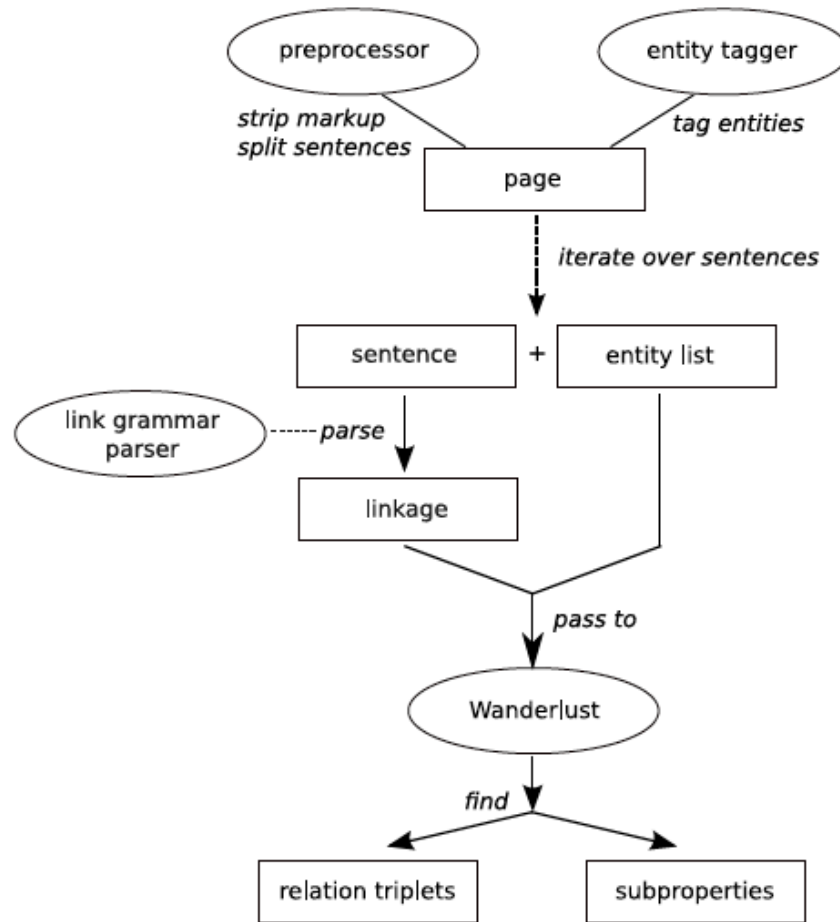 preprocessor
entity tagger
strip markup
split sentences
tag entities
page
iterate over sentences
sentence
+
entity list
link grammar
parser
parse
linkage
pass to
Wanderlust
find
relation triplets
subproperties